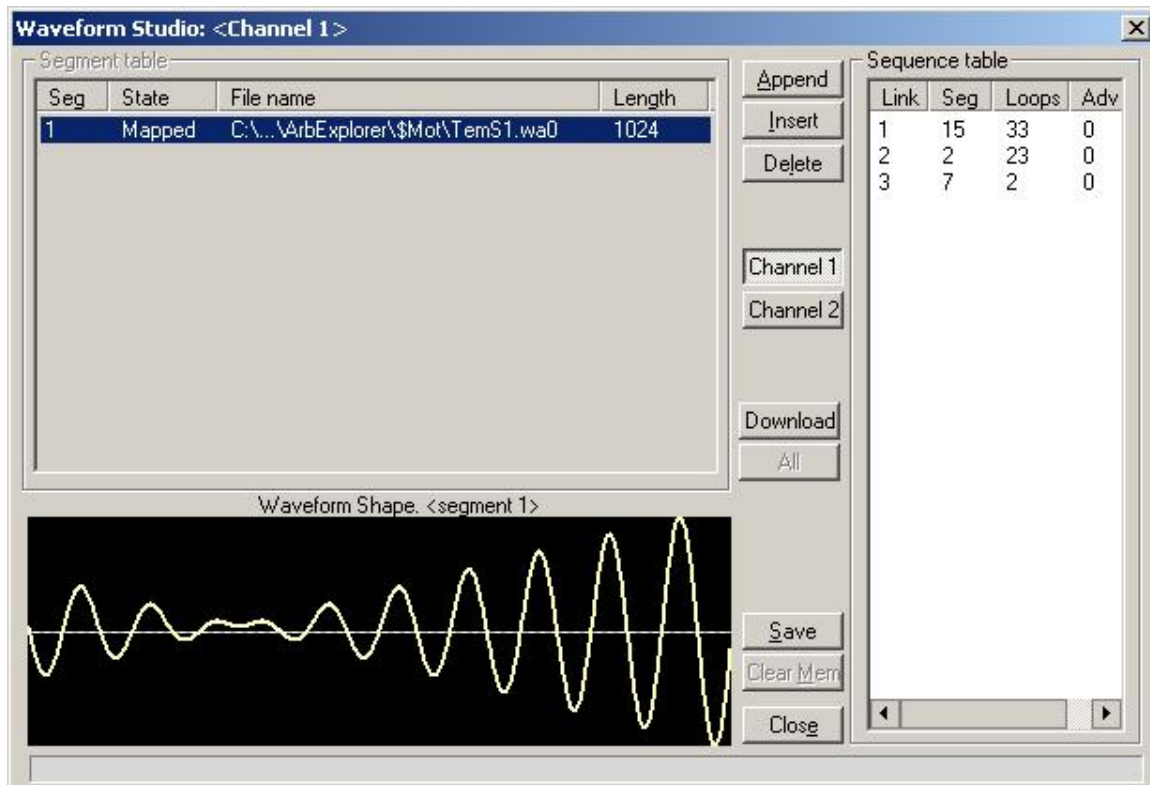 Waveform Studio: <Channel 1>
Segment table
Seg State File name Length
1 Mapped C:\...\ArbExplorer\$Mot\TemS1.wa0 1024
Waveform Shape. <segment 1>
Append
Insert
Delete
Channel 1
Channel 2
Download
All
Save
Clear Mem
Close
Sequence table
Link Seg Loops Adv
1 15 33 0
2 2 23 0
3 7 2 0